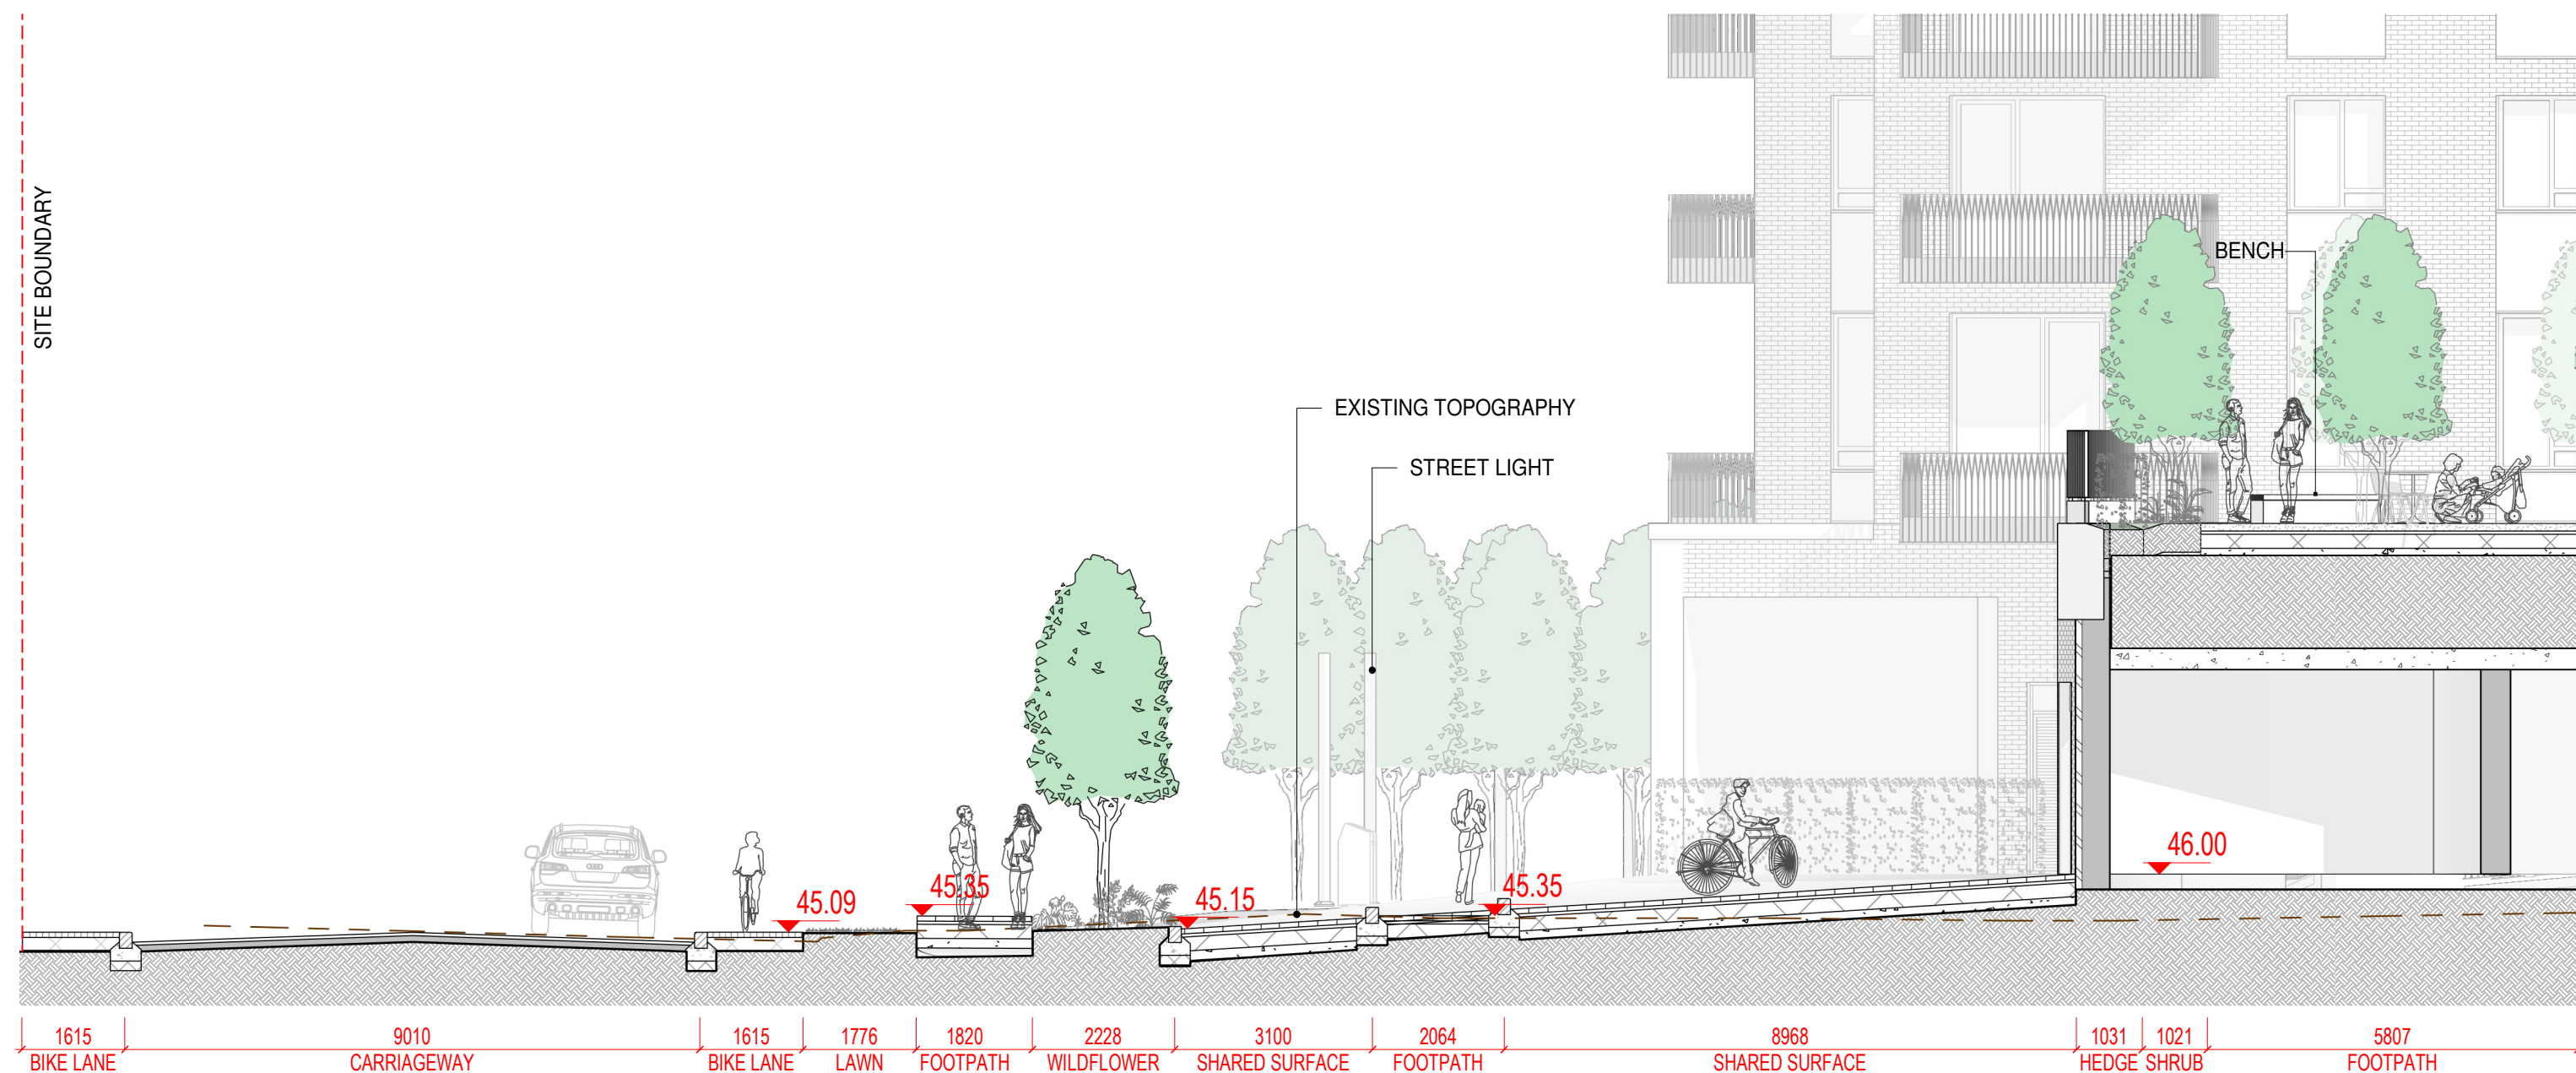 SITE BOUNDARY
BENCH
EXISTING TOPOGRAPHY
STREET LIGHT
45.09
45.35
45.15
45.35
46.00
1615
9010
1615
1776
1820
2228
3100
2064
8968
1031
1021
5807
BIKE LANE
CARRIAGEWAY
BIKE LANE
LAWN
FOOTPATH
WILDFLOWER
SHARED SURFACE
FOOTPATH
SHARED SURFACE
HEDGE
SHRUB
FOOTPATH